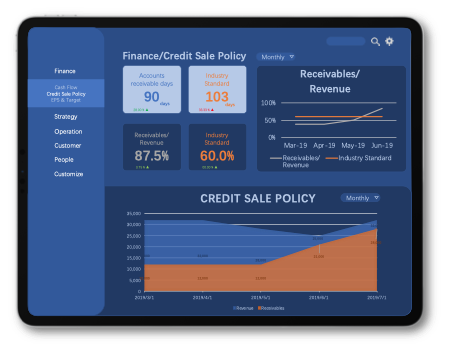 Finance
Cash Flow
Credit Sale Policy
EPS & Target
Strategy
Operation
Customer
People
Customize
Finance/Credit Sale Policy
Monthly
Accounts
receivable days
90
days
Industry
Standard
103
days
Receivables/
Revenue
87.5%
Industry
Standard
60.0%
Receivables/
Revenue
100%
50%
0%
Mar-19 Apr-19 May-19 Jun-19
Receivables/
Revenue
Industry Standard
CREDIT SALE POLICY
Monthly
35,000
30,000
25,000
20,000
15,000
10,000
5,000
0
2019/3/1 2019/4/1 2019/5/1 2019/6/1 2019/7/1
Revenue Receivables